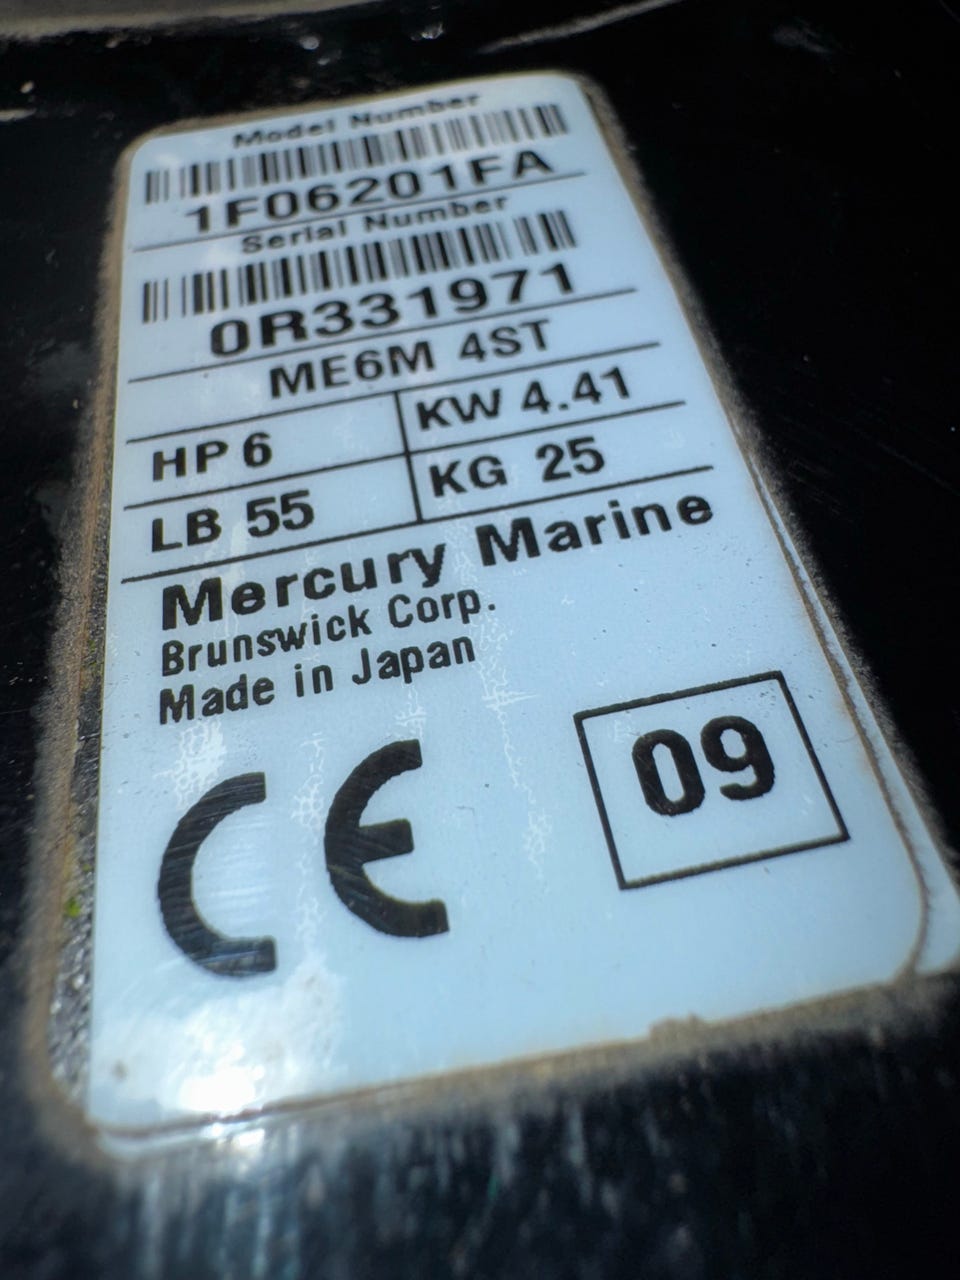 Model Number
1F06201FA
Serial Number
0R331971
ME6M 4ST
HP 6 KW 4.41
LB 55 KG 25
Mercury Marine
Brunswick Corp.
Made in Japan
CE 09